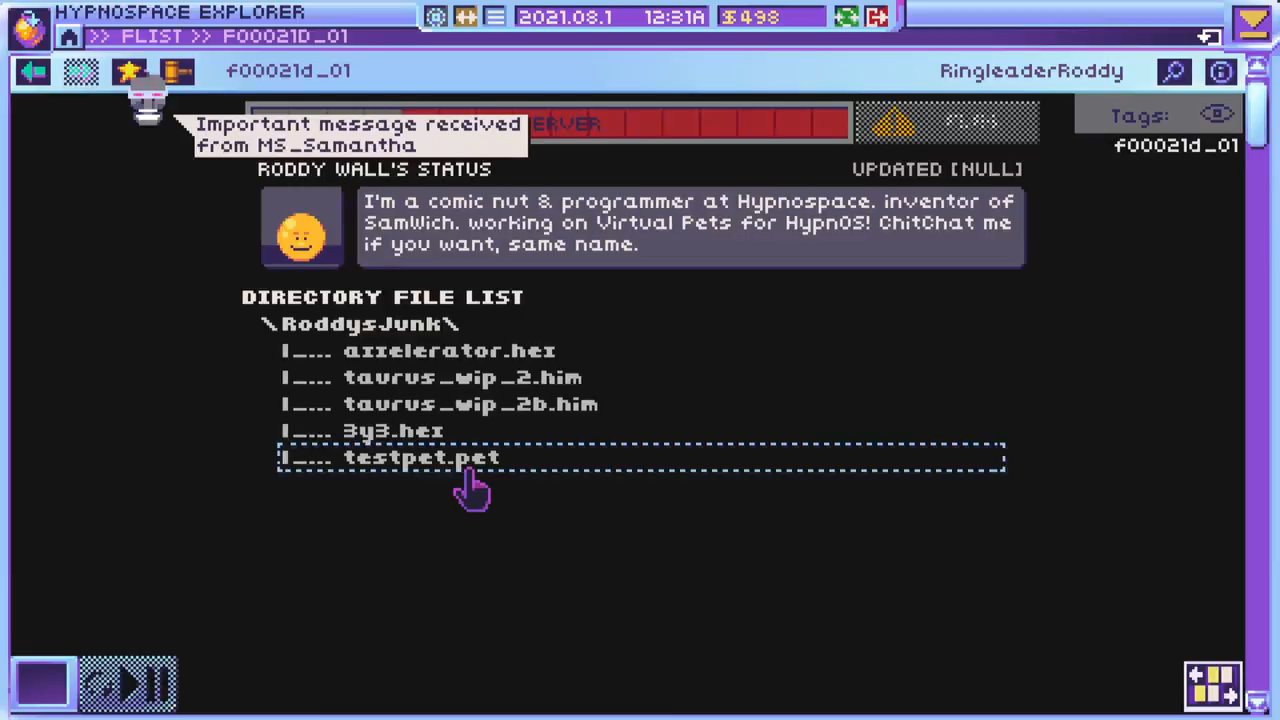 HYPNOSPACE EXPLORER
2021.08.1 12:31A $498
>> FLIST >> F00021D_01
f00021d_01
RingleaderRoddy
Important message received
from MS_Samantha
ERVER
Tags:
f00021d_01
RODDY WALL'S STATUS
UPDATED [NULL]
I'm a comic nut & programmer at Hypnospace. inventor of
SamWich. working on Virtual Pets for HypnOS! ChitChat me
if you want, same name.
DIRECTORY FILE LIST
\RoddysJunk\
|_... axxelerator.hex
|_... taurus_wip_2.him
|_... taurus_wip_2b.him
|_... 3y3.hex
|_... testpet.pet